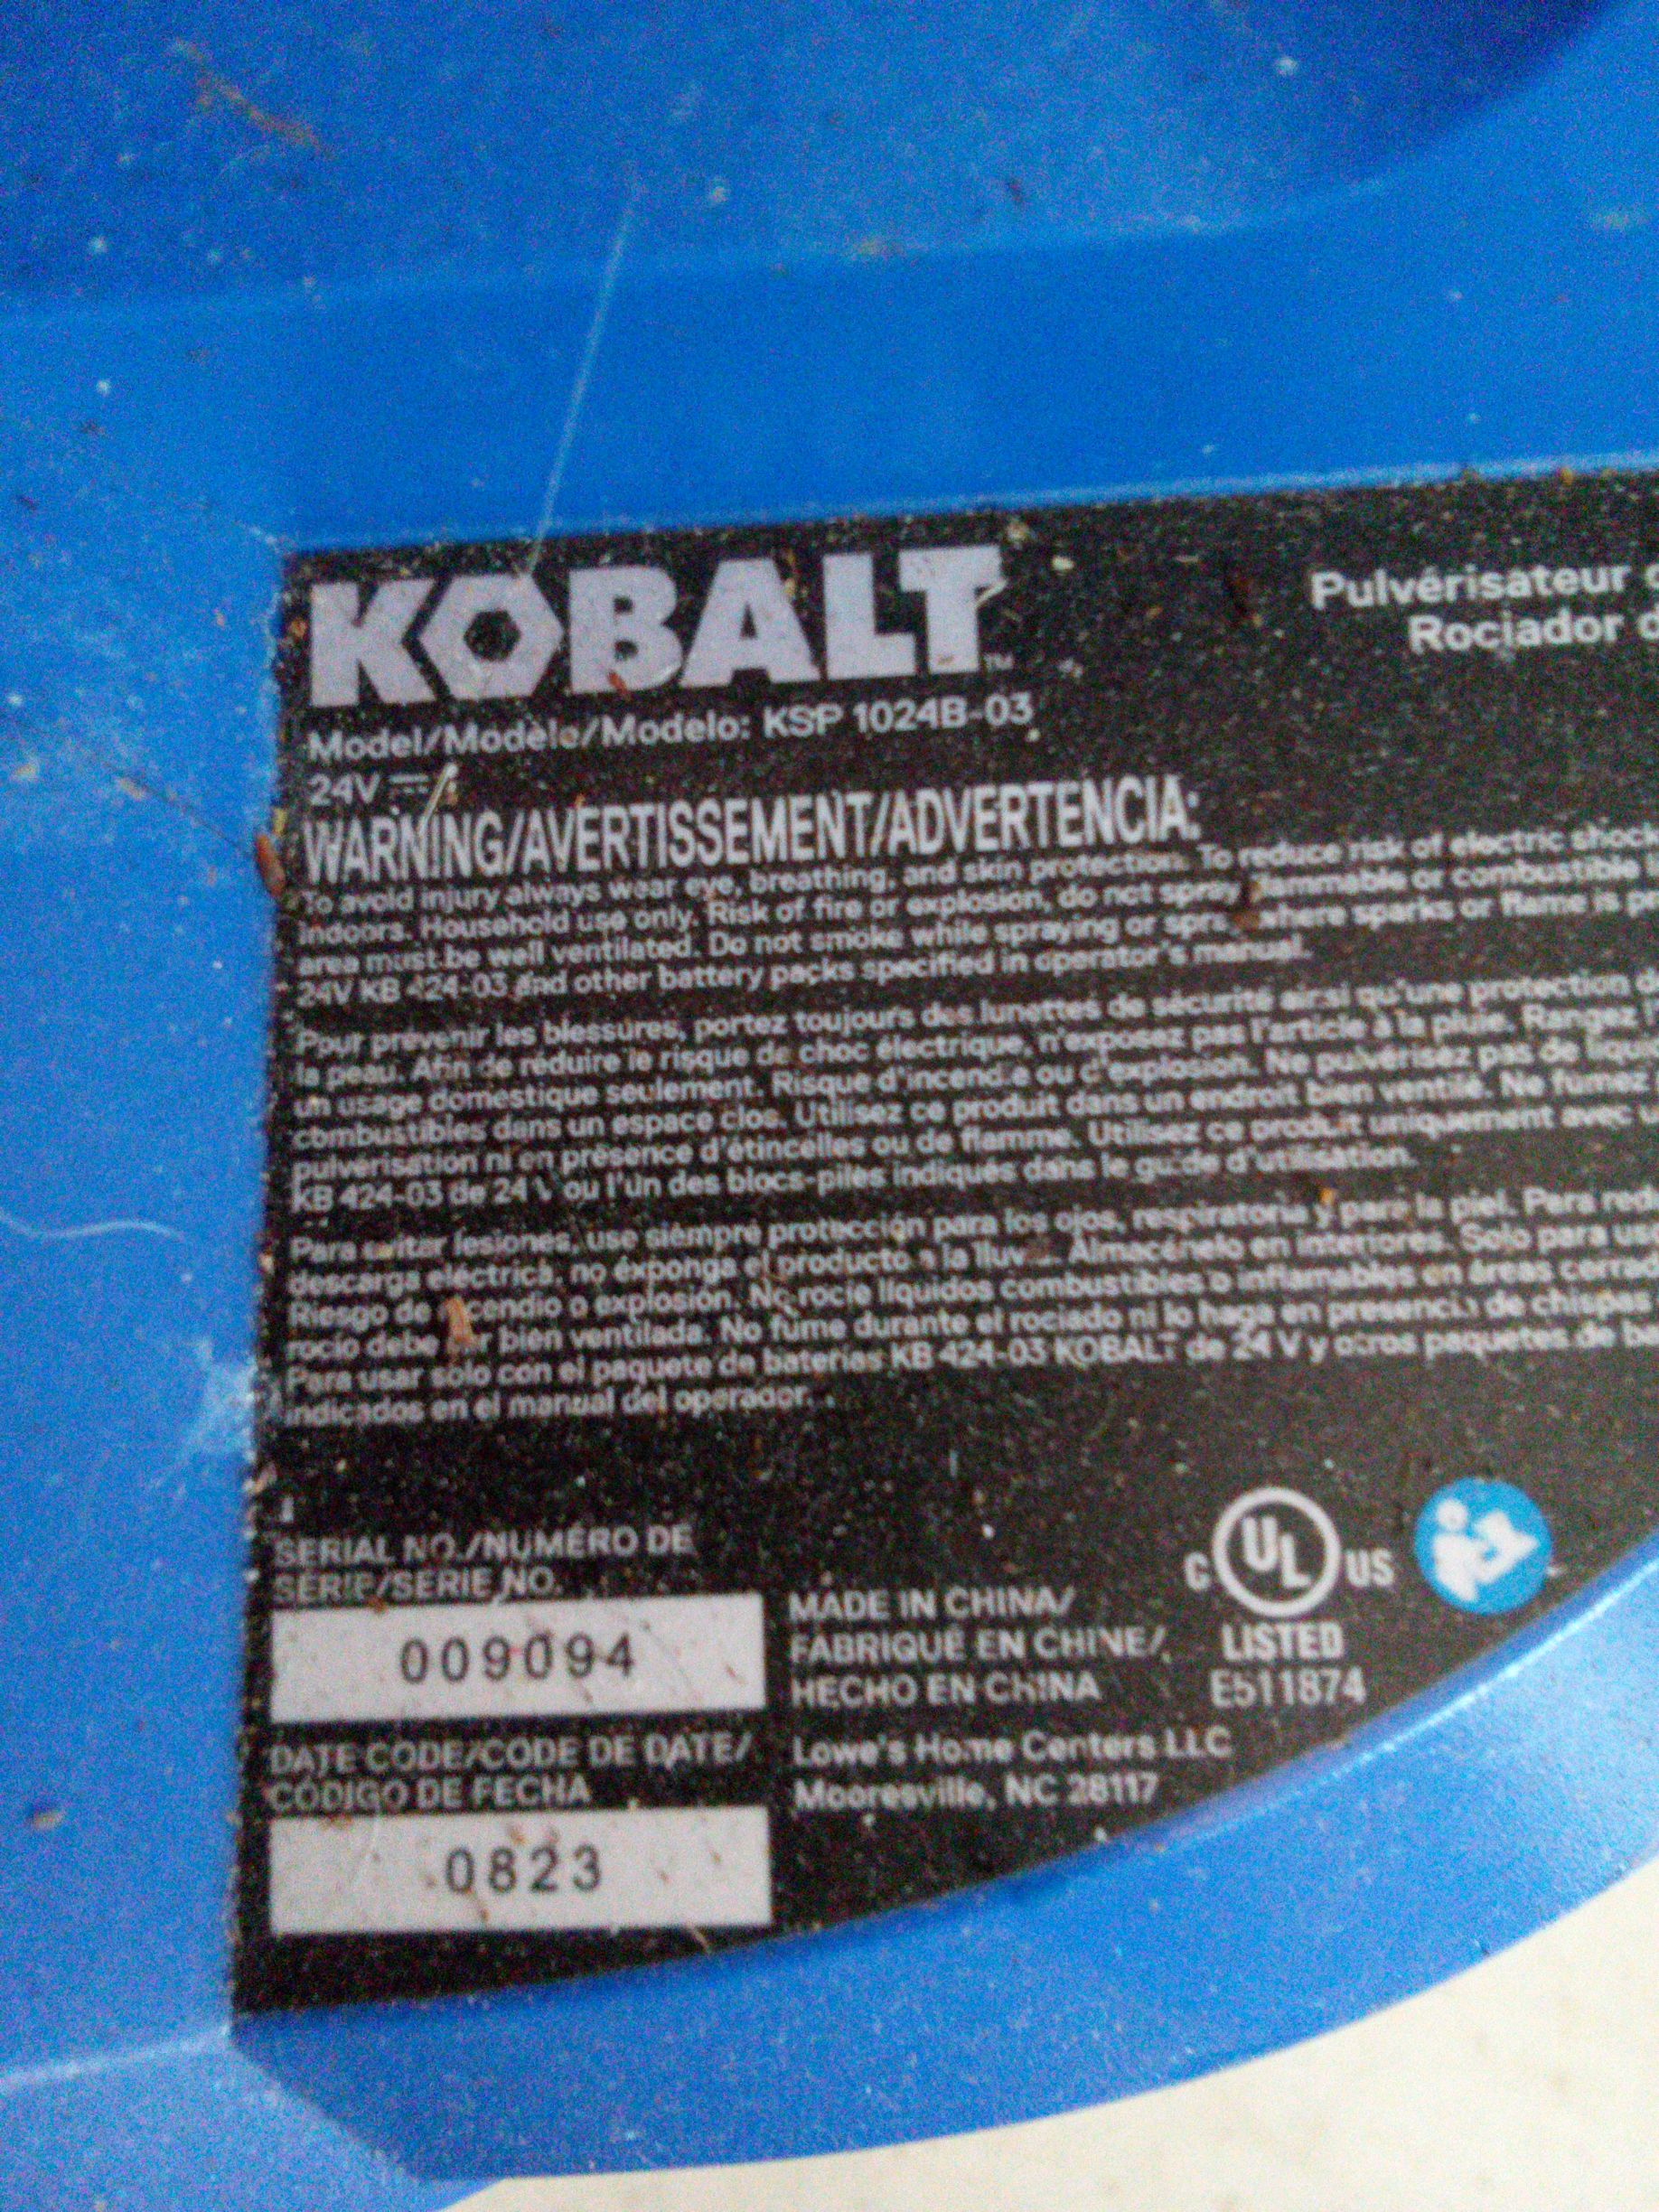 KOBALT™
Pulvérisateur
Rociador
Model/Modèle/Modelo: KSP 1024B-03
24V
WARNING/AVERTISSEMENT/ADVERTENCIA:
To avoid injury always wear eye, breathing, and skin protection. To reduce risk of electric shock
indoors. Household use only. Risk of fire or explosion, do not spray flammable or combustible
area must be well ventilated. Do not smoke while spraying or spray where sparks or flame is
24V KB 424-03 and other battery packs specified in operator's manual.
Pour prévenir les blessures, portez toujours des lunettes de sécurité ainsi qu'une protection
la peau. Afin de réduire le risque de choc électrique, n'exposez pas l'article à la pluie. Rangez
un usage domestique seulement. Risque d'incendie ou d'explosion. Ne pulvérisez pas de
combustibles dans un espace clos. Utilisez ce produit dans un endroit bien ventilé. Ne fumez
pulvérisation ni en présence d'étincelles ou de flamme. Utilisez ce produit uniquement avec
KB 424-03 de 24 V ou l'un des blocs-piles indiqués dans le guide d'utilisation.
Para evitar lesiones, use siempre protección para los ojos, respiratoria y para la piel. Para
descarga eléctrica, no exponga el producto a la lluvia. Almacénelo en interiores. Solo para
Riesgo de incendio o explosión. No rocíe líquidos combustibles o inflamables en áreas
rocío debe ser bien ventilada. No fume durante el rociado ni lo haga en presencia de chispas
Para usar solo con el paquete de baterías KB 424-03 KOBALT de 24 V y otros paquetes de
indicados en el manual del operador.
SERIAL NO./NUMÉRO DE
SÉRIE/SERIE NO.
009094
MADE IN CHINA/
FABRIQUÉ EN CHINE/
HECHO EN CHINA
C UL US
LISTED
E511874
DATE CODE/CODE DE DATE/
CÓDIGO DE FECHA
0823
Lowe's Home Centers LLC
Mooresville, NC 28117